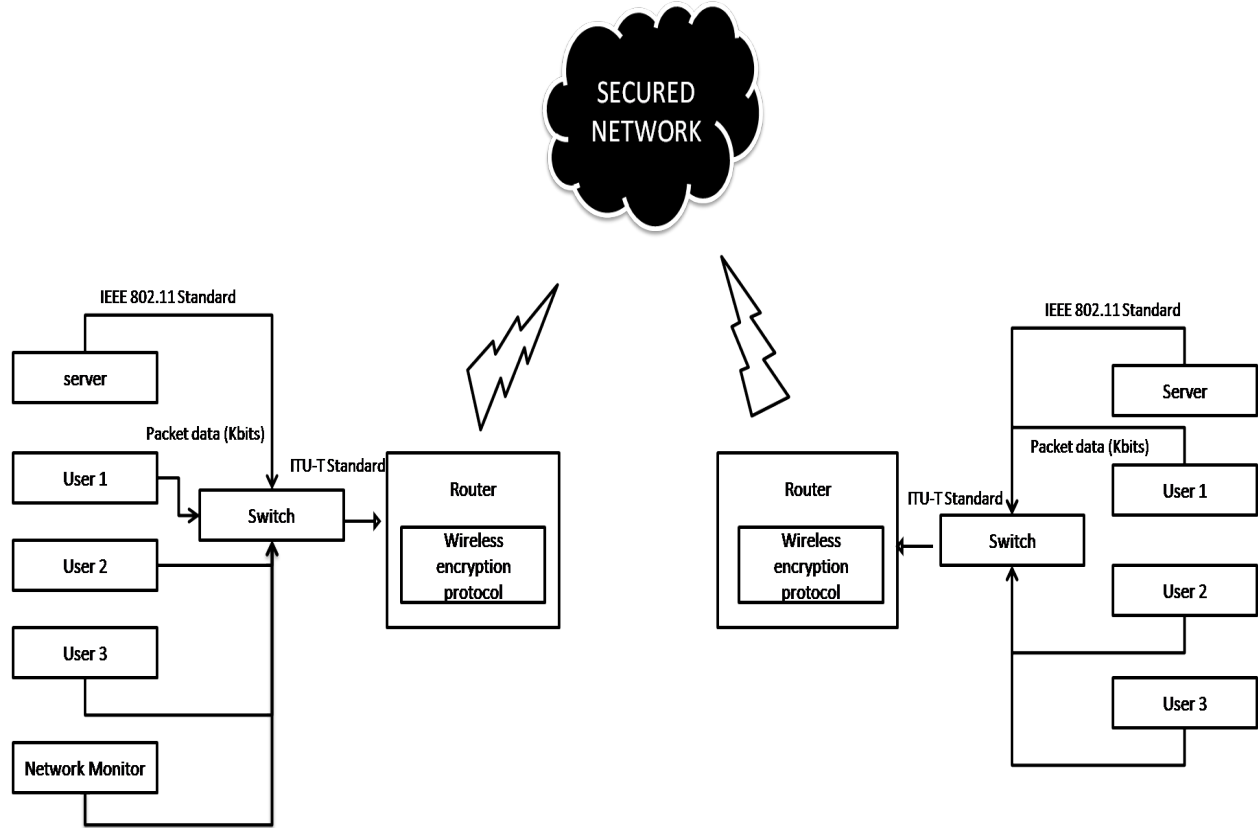 SECURED
NETWORK
IEEE 802.11 Standard
server
Packet data (Kbits)
User 1
ITU-T Standard
Switch
User 2
User 3
Network Monitor
Router
Wireless
encryption
protocol
Router
Wireless
encryption
protocol
IEEE 802.11 Standard
Server
Packet data (Kbits)
User 1
ITU-T Standard
Switch
User 2
User 3